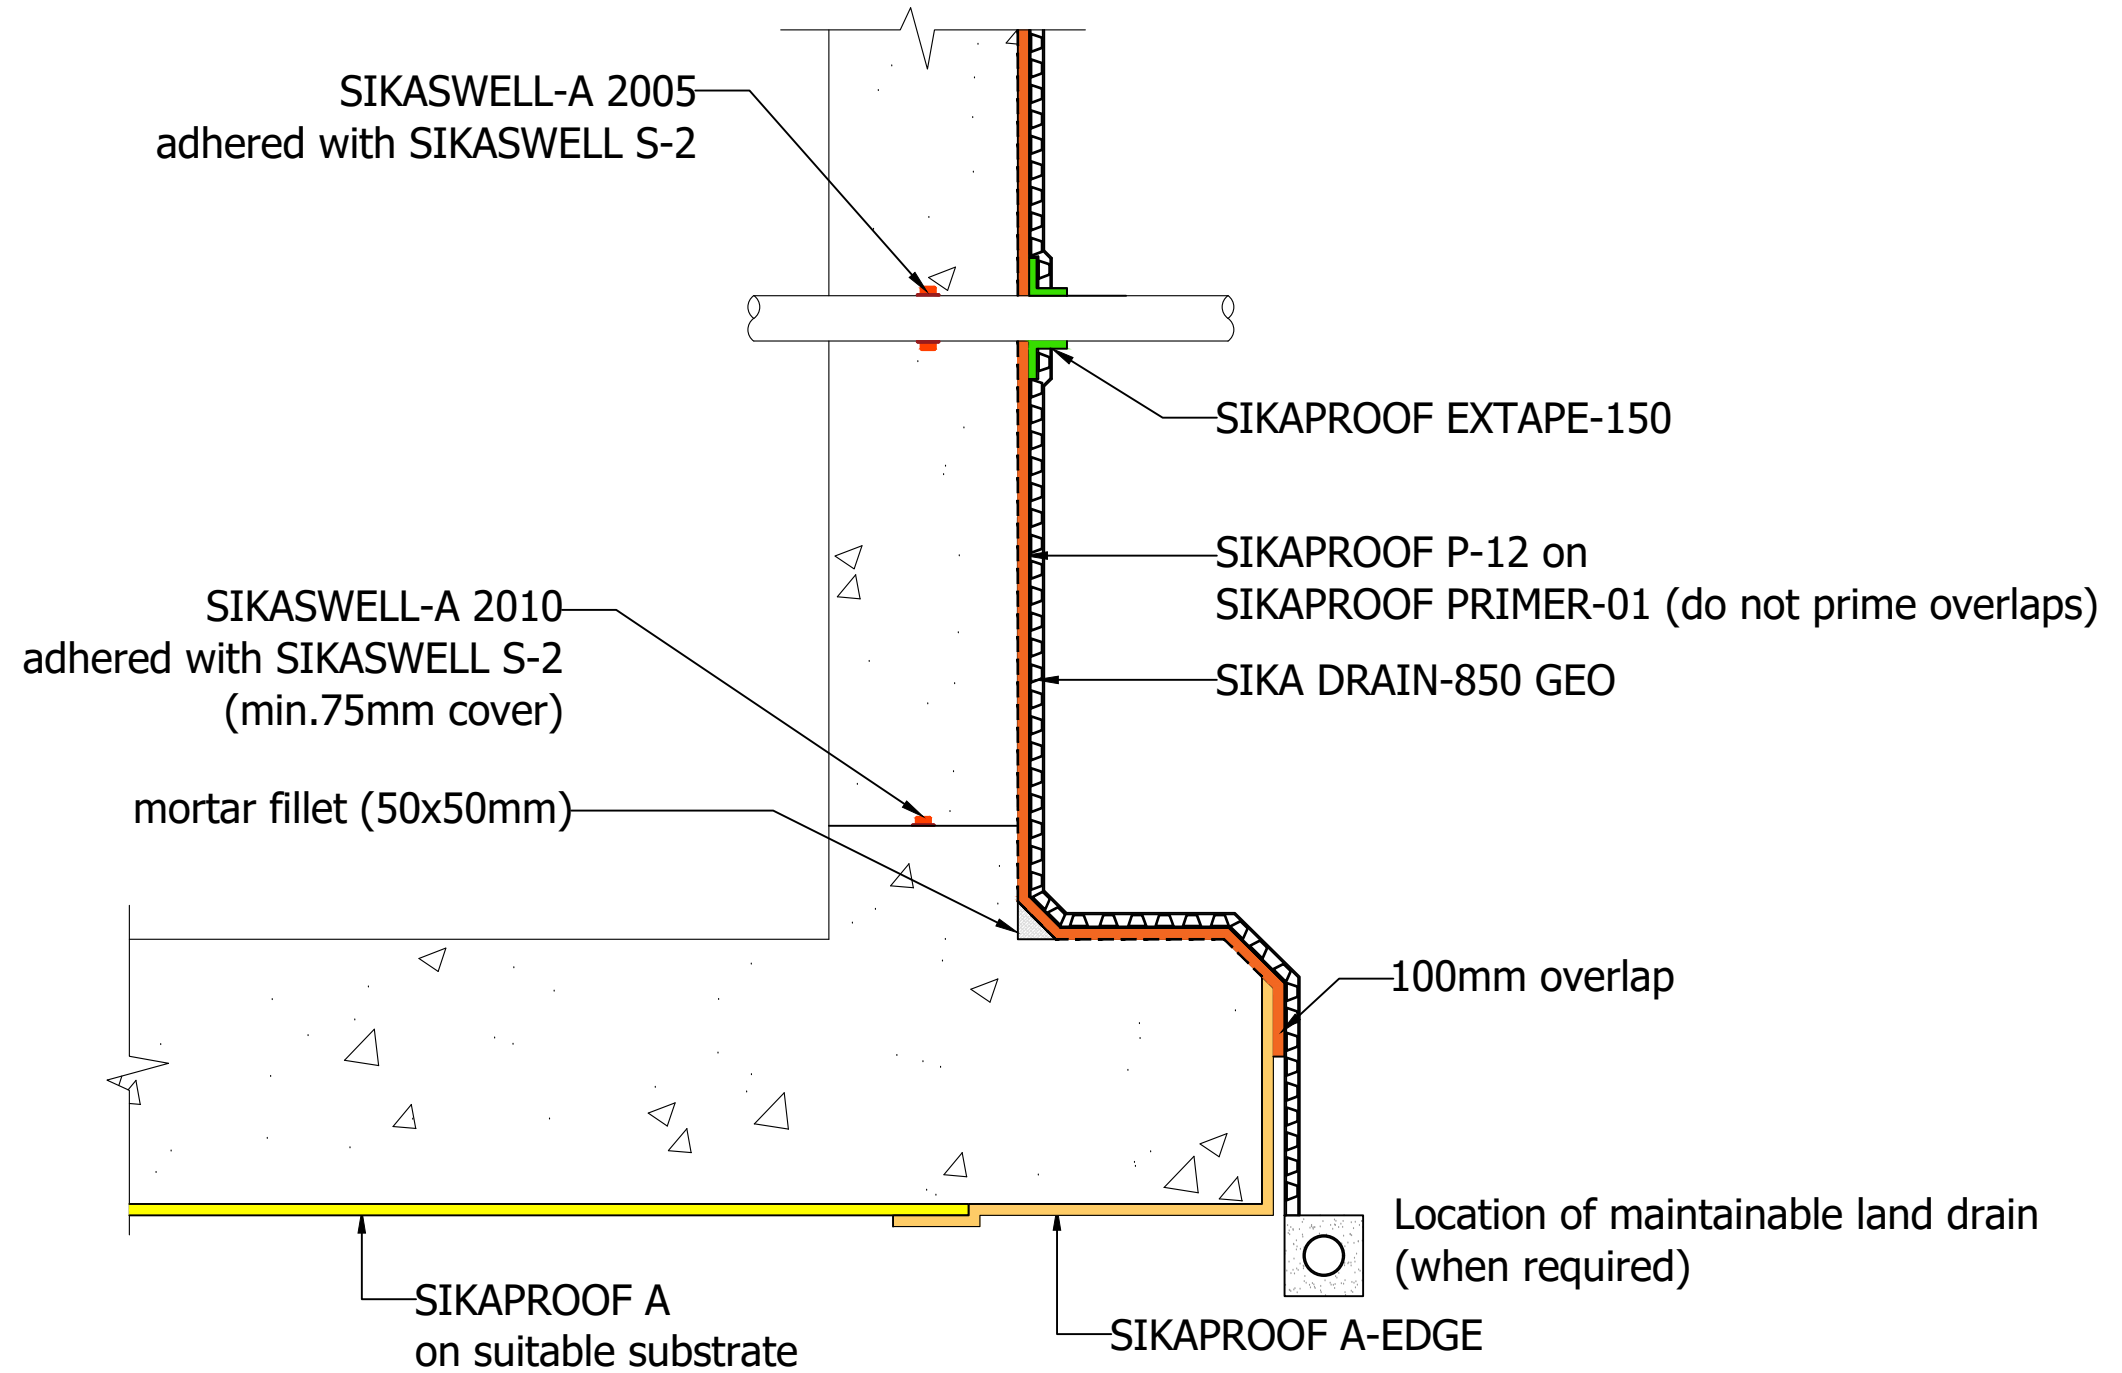 SIKASWELL-A 2005
adhered with SIKASWELL S-2
SIKAPROOF EXTAPE-150
SIKAPROOF P-12 on
SIKAPROOF PRIMER-01 (do not prime overlaps)
SIKASWELL-A 2010
adhered with SIKASWELL S-2
(min.75mm cover)
SIKA DRAIN-850 GEO
mortar fillet (50x50mm)
100mm overlap
Location of maintainable land drain
(when required)
SIKAPROOF A
on suitable substrate
SIKAPROOF A-EDGE